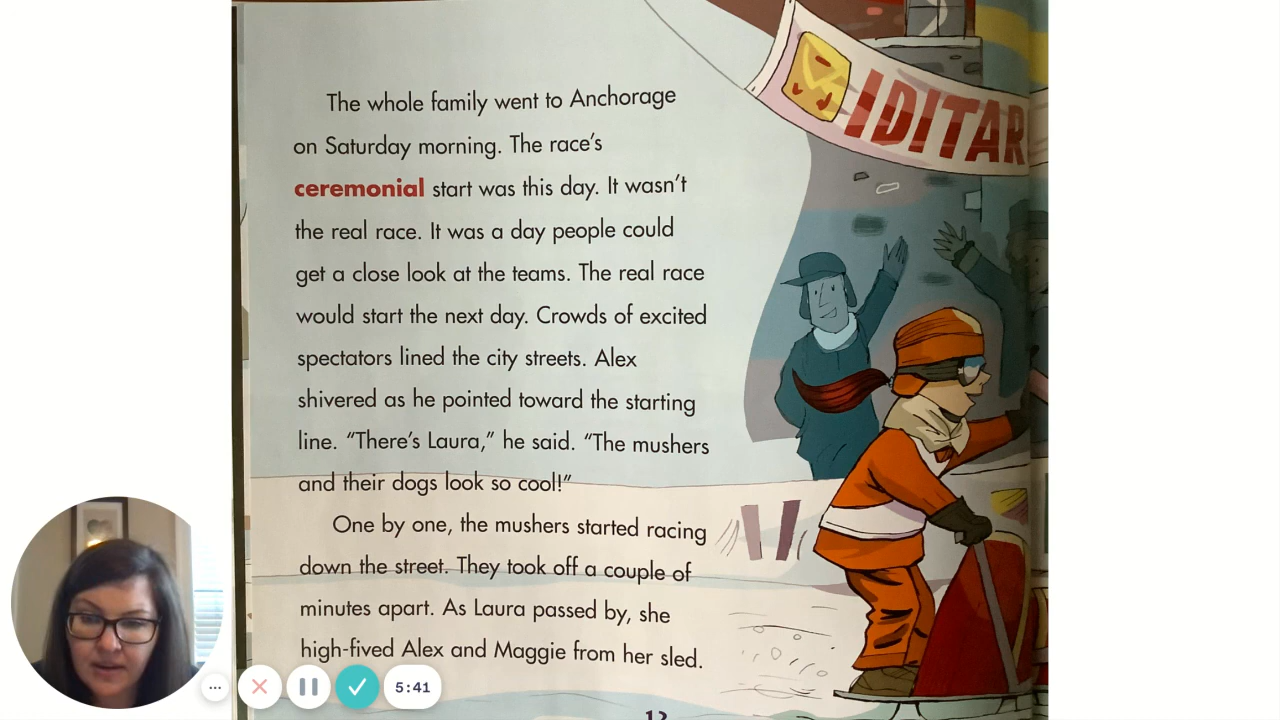 IDITAR
The whole family went to Anchorage
on Saturday morning. The race's
ceremonial start was this day. It wasn't
the real race. It was a day people could
get a close look at the teams. The real race
would start the next day. Crowds of excited
spectators lined the city streets. Alex
shivered as he pointed toward the starting
line. “There's Laura,” he said. “The mushers
and their dogs look so cool!”
One by one, the mushers started racing
down the street. They took off a couple of
minutes apart. As Laura passed by, she
high-fived Alex and Maggie from her sled.
5:41